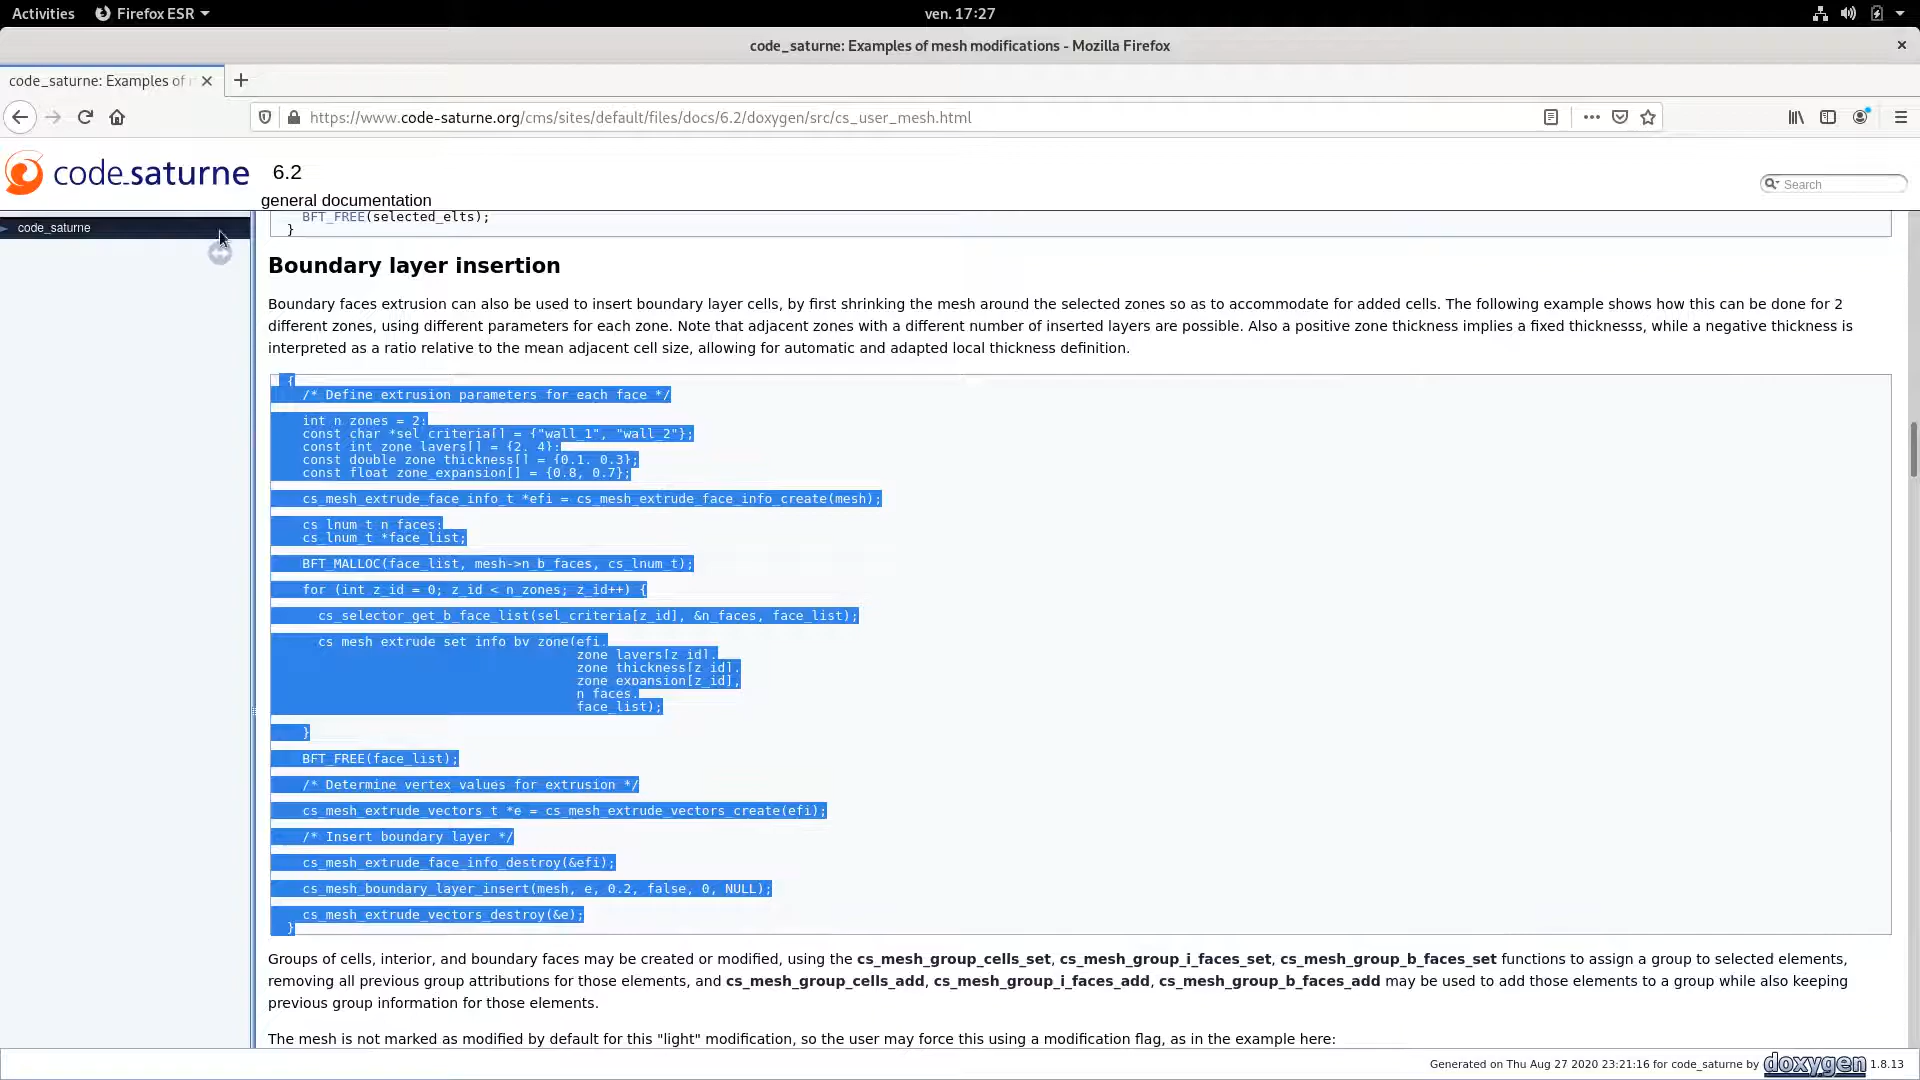 Activities
Firefox ESR
ven. 17:27
code_saturne: Examples of mesh modifications - Mozilla Firefox
code_saturne: Examples of
https://www.code-saturne.org/cms/sites/default/files/docs/6.2/doxygen/src/cs_user_mesh.html
code_saturne
6.2
general documentation
Search
code_saturne
BFT_FREE(selected_elts);
}
Boundary layer insertion
Boundary faces extrusion can also be used to insert boundary layer cells, by first shrinking the mesh around the selected zones so as to accommodate for added cells. The following example shows how this can be done for 2
different zones, using different parameters for each zone. Note that adjacent zones with a different number of inserted layers are possible. Also a positive zone thickness implies a fixed thicknesss, while a negative thickness is
interpreted as a ratio relative to the mean adjacent cell size, allowing for automatic and adapted local thickness definition.
{
/* Define extrusion parameters for each face */
int n_zones = 2;
const char *sel_criteria[] = {"wall_1", "wall_2"};
const int zone_layers[] = {2, 4};
const double zone_thickness[] = {0.1, 0.3};
const float zone_expansion[] = {0.8, 0.7};
cs_mesh_extrude_face_info_t *efi = cs_mesh_extrude_face_info_create(mesh);
cs_lnum_t n_faces;
cs_lnum_t *face_list;
BFT_MALLOC(face_list, mesh->n_b_faces, cs_lnum_t);
for (int z_id = 0; z_id < n_zones; z_id++) {
cs_selector_get_b_face_list(sel_criteria[z_id], &n_faces, face_list);
cs_mesh_extrude_set_info_by_zone(efi,
zone_layers[z_id],
zone_thickness[z_id],
zone_expansion[z_id],
n_faces,
face_list);
}
BFT_FREE(face_list);
/* Determine vertex values for extrusion */
cs_mesh_extrude_vectors_t *e = cs_mesh_extrude_vectors_create(efi);
/* Insert boundary layer */
cs_mesh_extrude_face_info_destroy(&efi);
cs_mesh_boundary_layer_insert(mesh, e, 0.2, false, 0, NULL);
cs_mesh_extrude_vectors_destroy(&e);
}
Groups of cells, interior, and boundary faces may be created or modified, using the cs_mesh_group_cells_set, cs_mesh_group_i_faces_set, cs_mesh_group_b_faces_set functions to assign a group to selected elements,
removing all previous group attributions for those elements, and cs_mesh_group_cells_add, cs_mesh_group_i_faces_add, cs_mesh_group_b_faces_add may be used to add those elements to a group while also keeping
previous group information for those elements.
The mesh is not marked as modified by default for this "light" modification, so the user may force this using a modification flag, as in the example here:
Generated on Thu Aug 27 2020 23:21:16 for code_saturne by doxygen 1.8.13